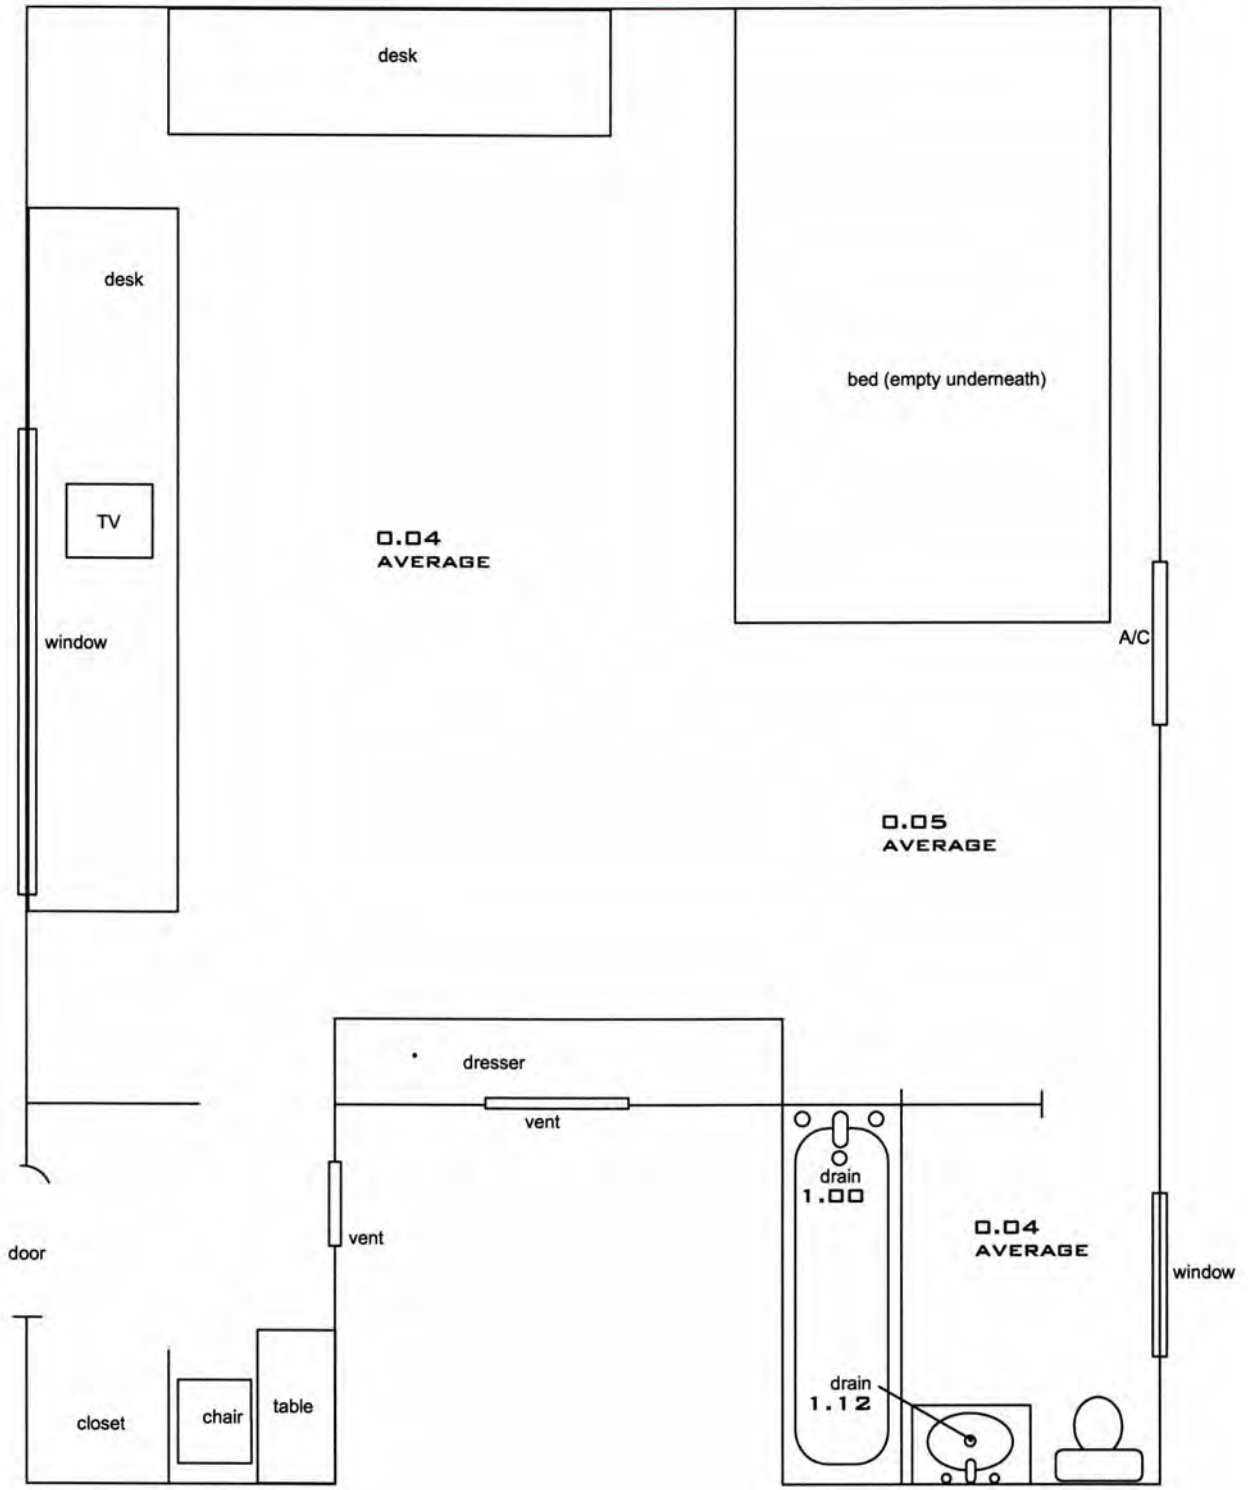 desk
desk
bed (empty underneath)
TV
0.04
AVERAGE
window
A/C
0.05
AVERAGE
dresser
vent
drain
1.00
0.04
AVERAGE
vent
door
window
drain
1.12
closet
chair
table